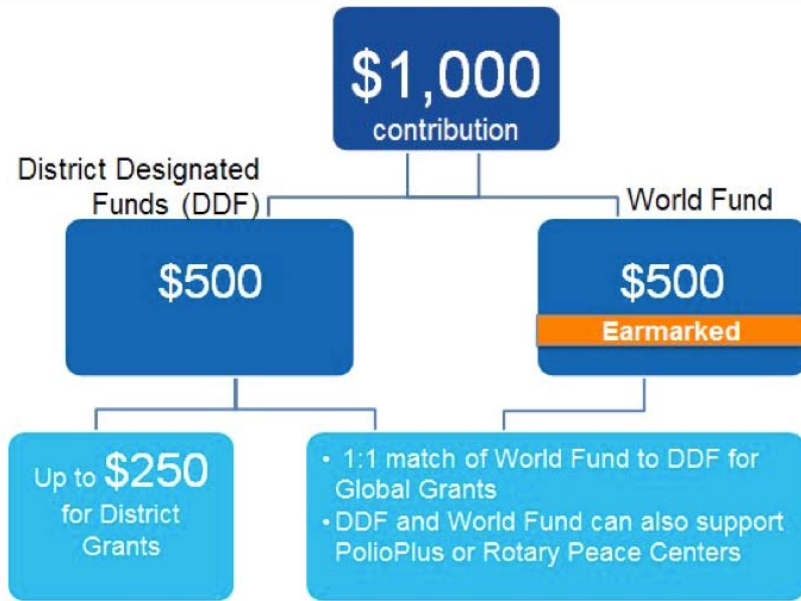 $1,000
contribution
District Designated
Funds (DDF)
World Fund
$500
$500
Earmarked
Up to $250
for District
Grants
• 1:1 match of World Fund to DDF for
Global Grants
• DDF and World Fund can also support
PolioPlus or Rotary Peace Centers